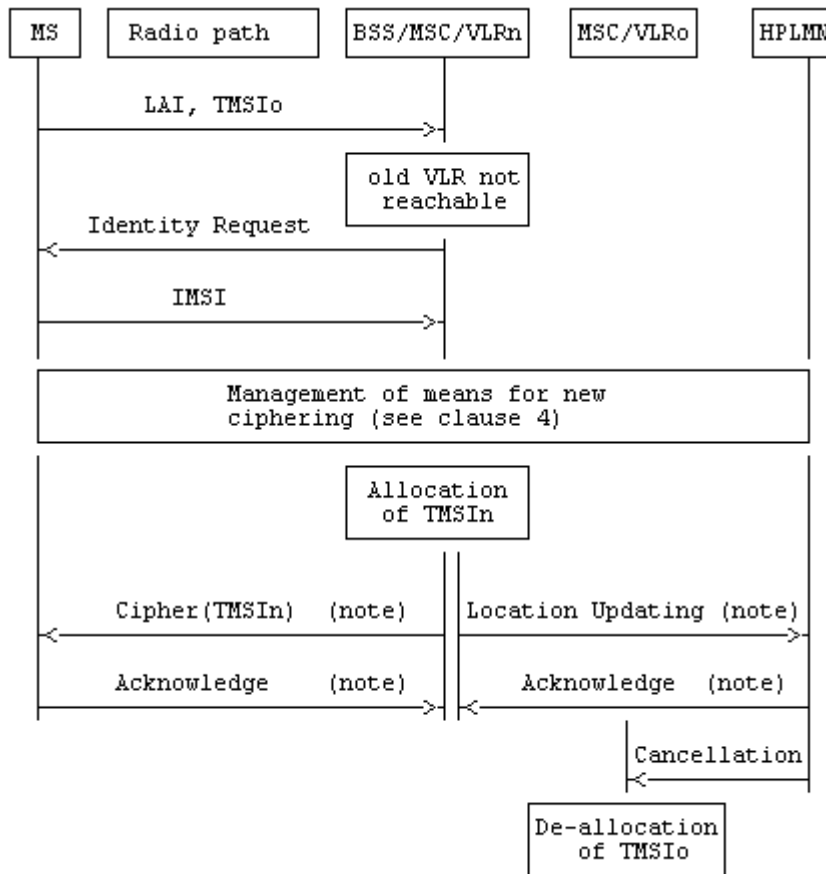 MS
Radio path
BSS/MSC/VLRn
MSC/VLRo
HPLMN
LAI, TMSIo
old VLR not
reachable
Identity Request
IMSI
Management of means for new
ciphering (see clause 4)
Allocation
of TMSIn
Cipher(TMSIn) (note)
Location Updating (note)
Acknowledge (note)
Acknowledge (note)
Cancellation
De-allocation
of TMSIo